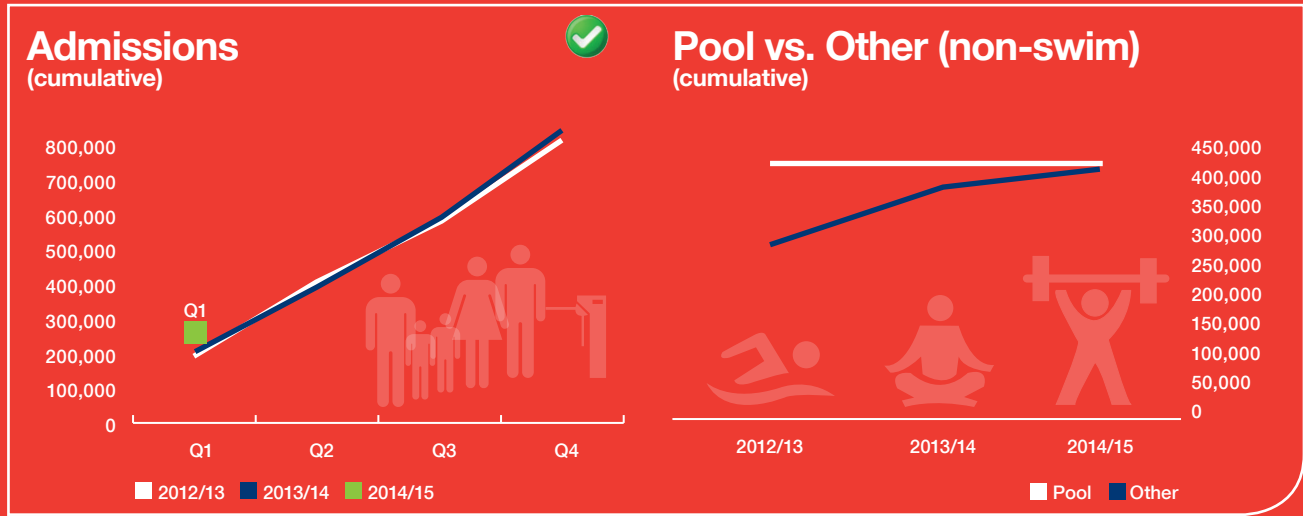 Admissions
(cumulative)
800,000
700,000
600,000
500,000
400,000
300,000
200,000
100,000
0
Q1
Q1
Q2
Q3
Q4
2012/13
2013/14
2014/15
Pool vs. Other (non-swim)
(cumulative)
450,000
400,000
350,000
300,000
250,000
200,000
150,000
100,000
50,000
0
2012/13
2013/14
2014/15
Pool
Other